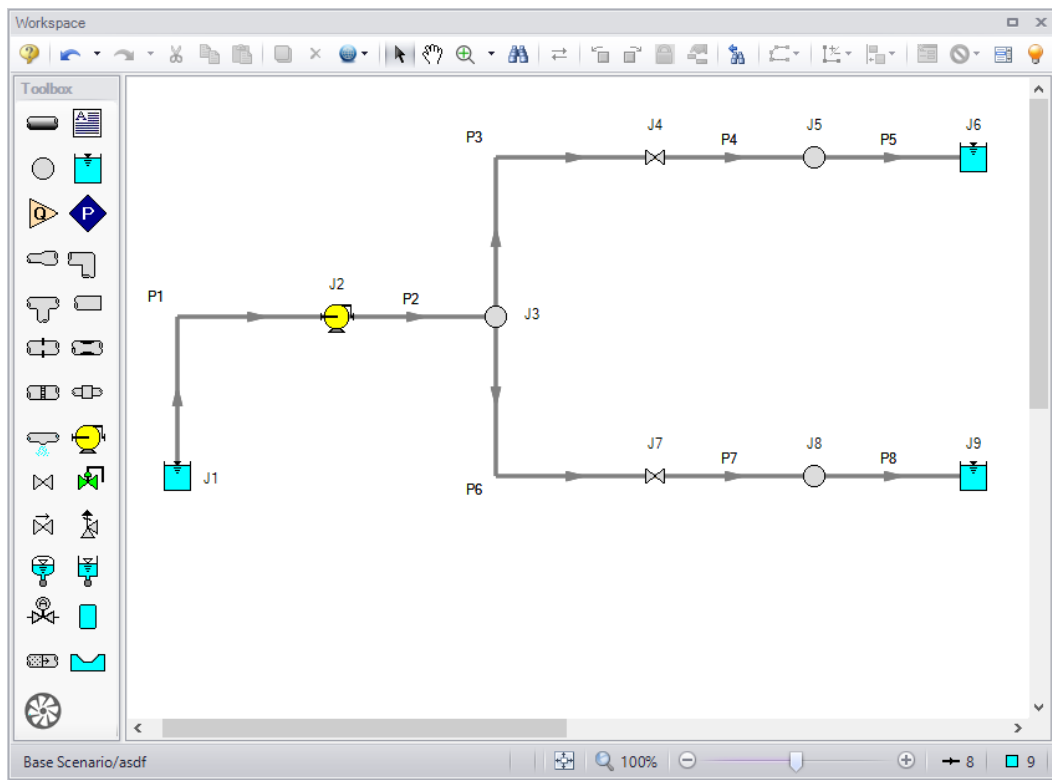 Workspace
Toolbox
A
Q
P
A
P3
J4
P4
J5
P5
J6
P1
J2
P2
J3
J1
P6
J7
P7
J8
P8
J9
Base Scenario/asdf
100%
8
9